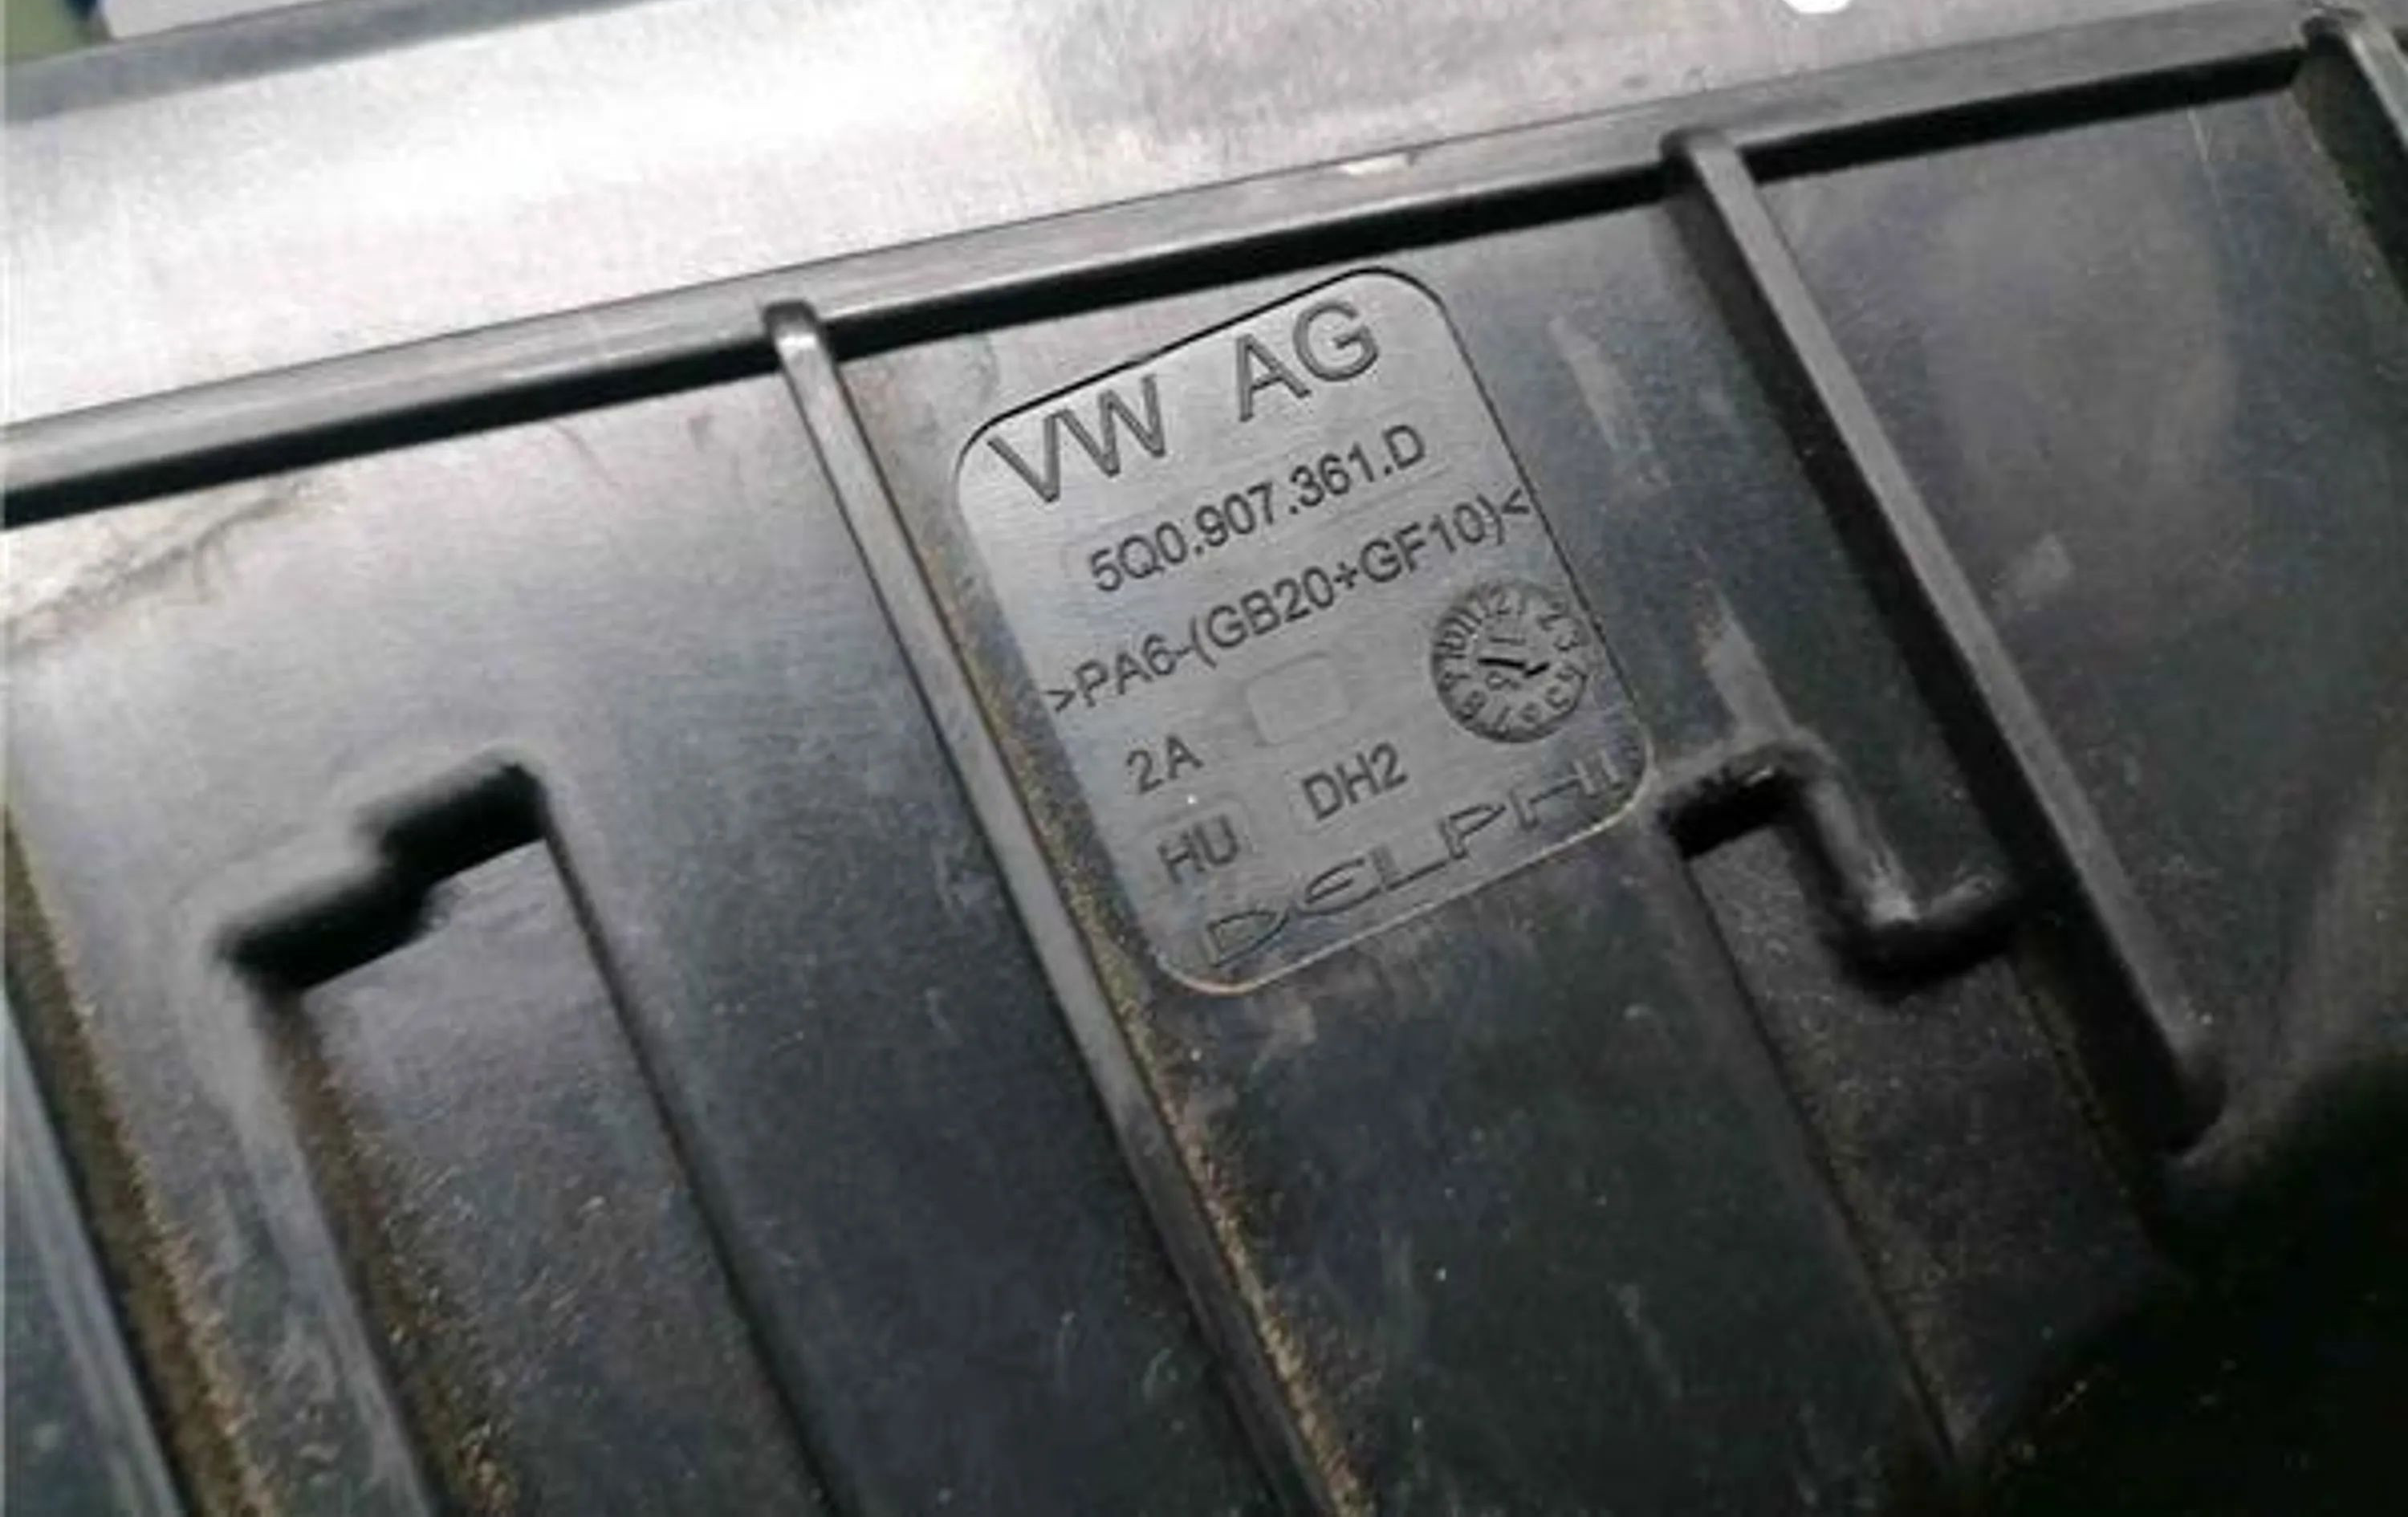 VW AG
5Q0.907.361.D
>PA6-(GB20+GF10)<
2A
HU DH2
DELPHI